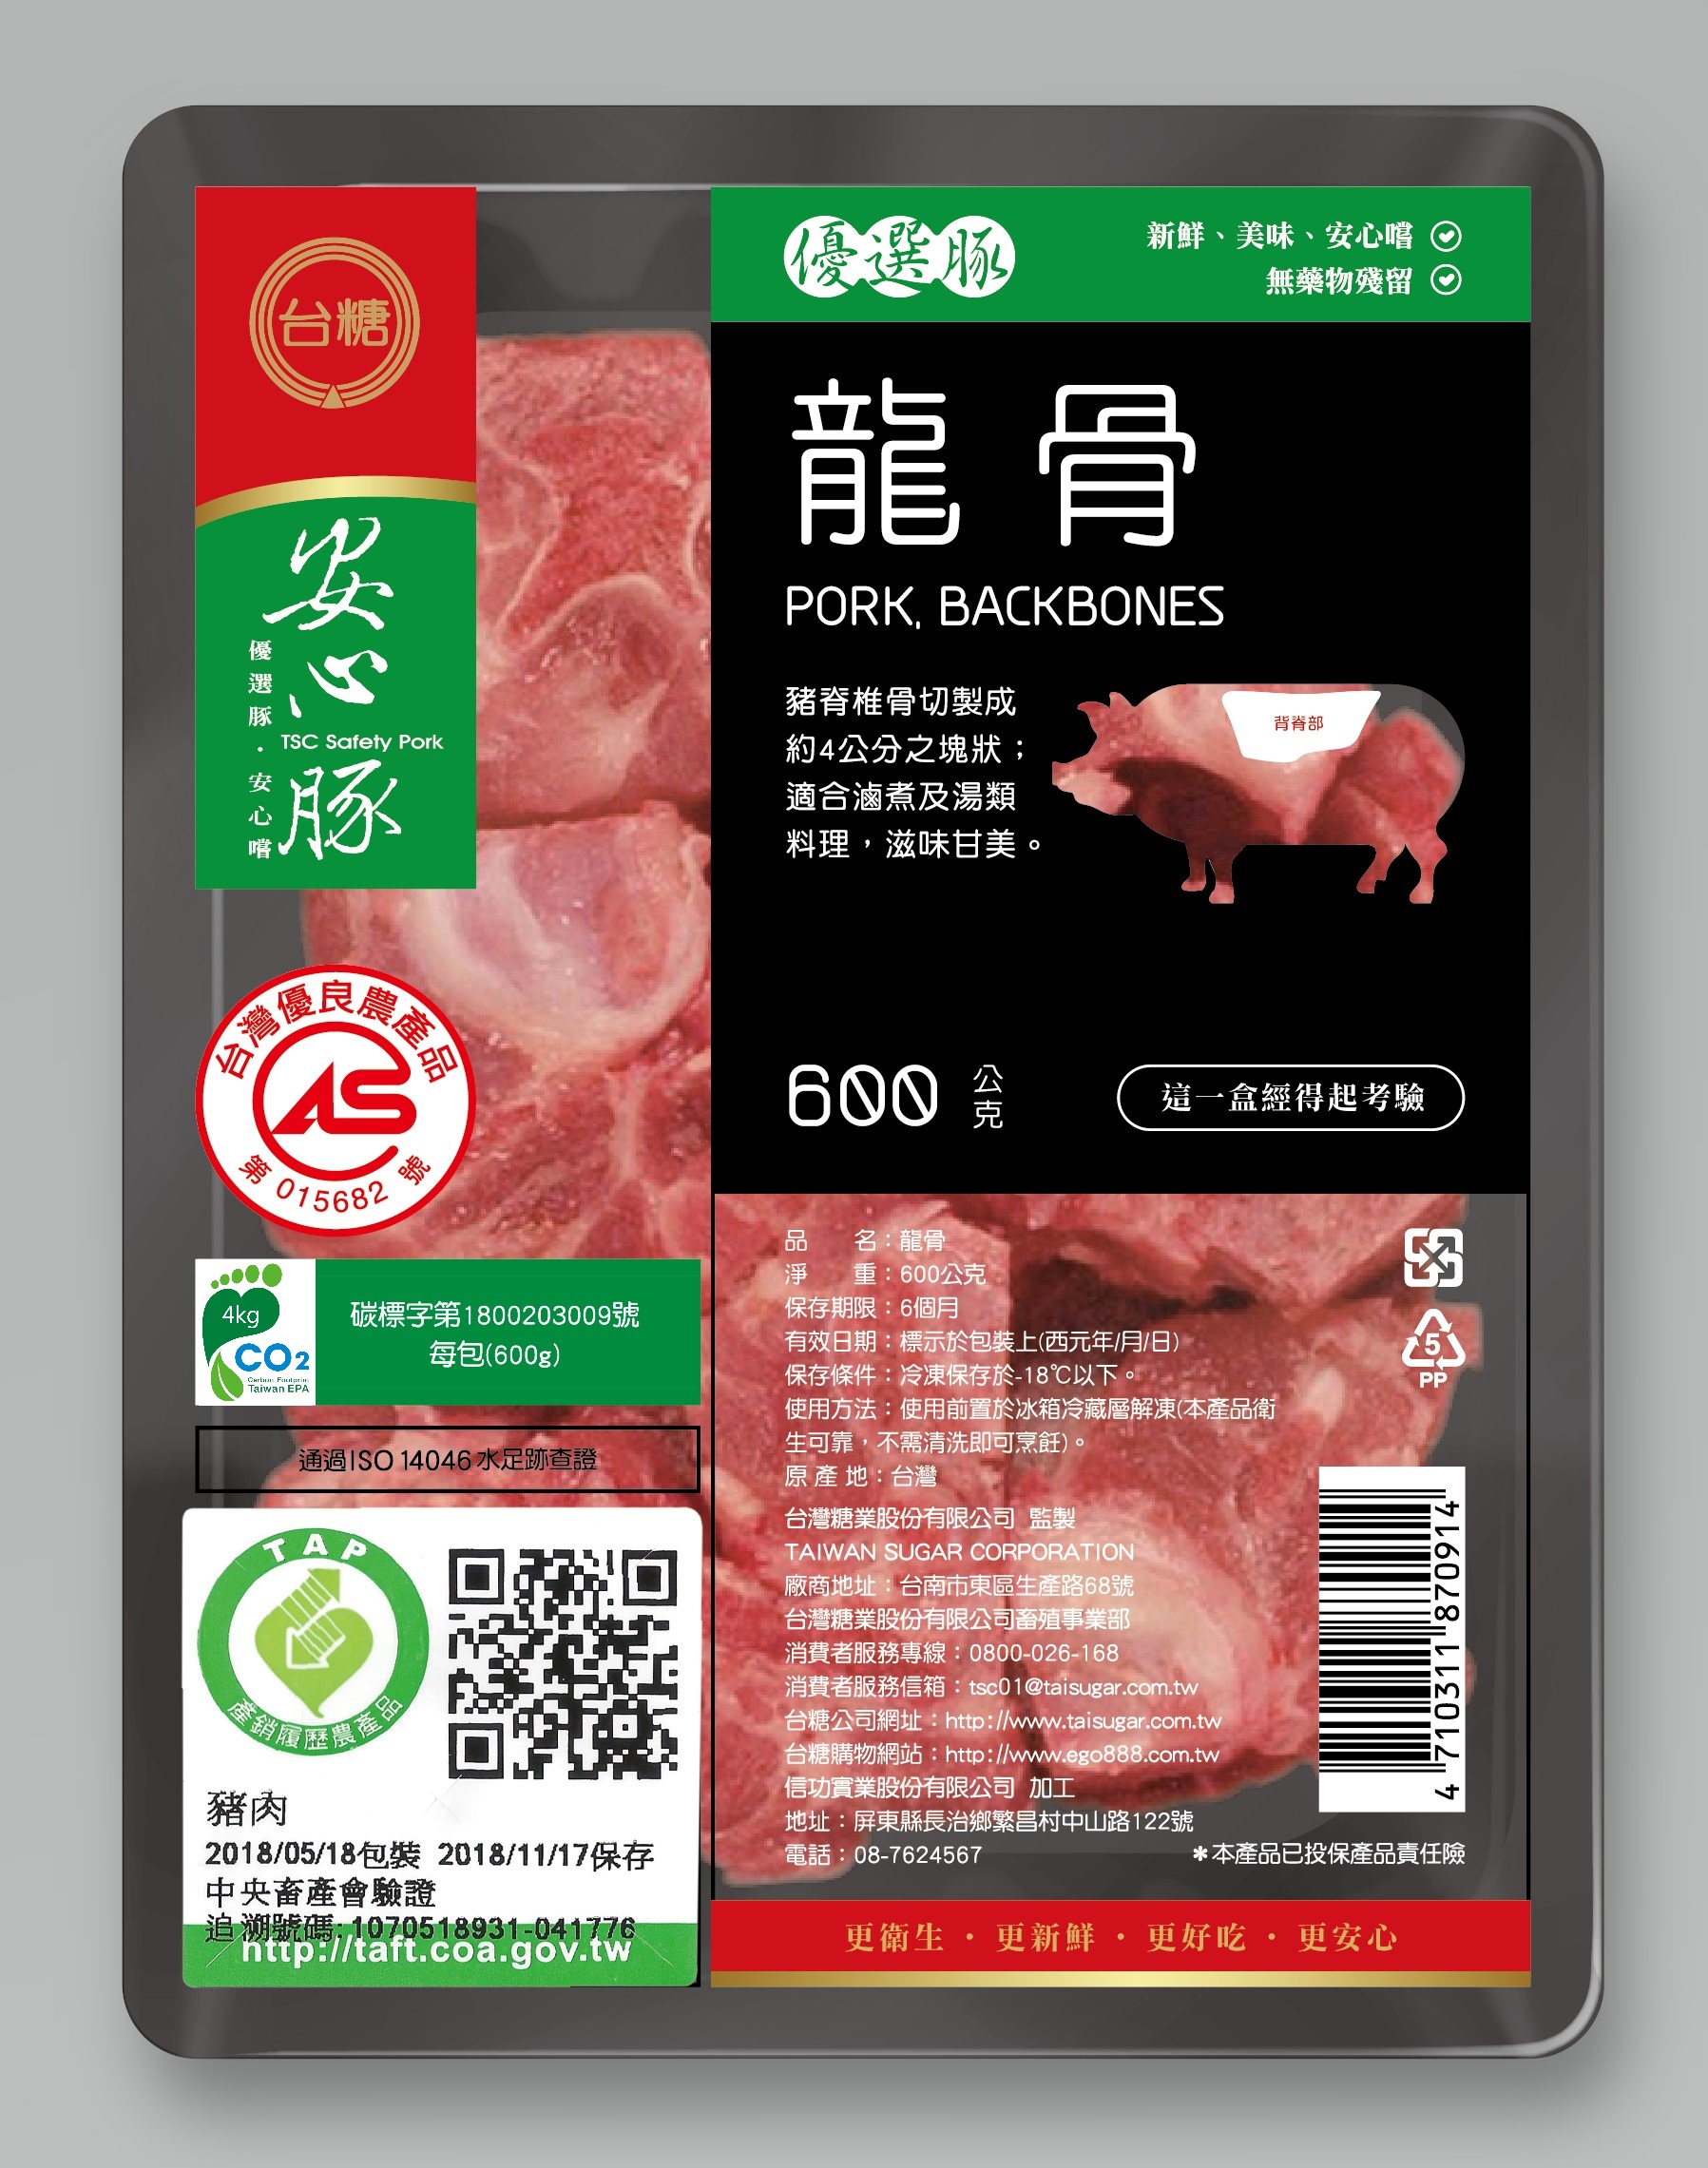 台糖
安心豚
優選豚．安心嚐
TSC Safety Pork
台灣優良農產品
CAS
第 015682 號
4kg
CO2
Carbon Footprint
Taiwan EPA
碳標字第1800203009號
每包(600g)
通過ISO 14046 水足跡查證
TAP
產銷履歷農產品
豬肉
2018/05/18包裝 2018/11/17保存
中央畜產會驗證
追溯號碼:1070518931-041776
http://taft.coa.gov.tw
優選豚
新鮮、美味、安心嚐
無藥物殘留
龍骨
PORK, BACKBONES
豬脊椎骨切製成
約4公分之塊狀；
適合滷煮及湯類
料理，滋味甘美。
背脊部
600 公克
這一盒經得起考驗
品　　名：龍骨
淨　　重：600公克
保存期限：6個月
有效日期：標示於包裝上(西元年/月/日)
保存條件：冷凍保存於-18℃以下。
使用方法：使用前置於冰箱冷藏層解凍(本產品衛
生可靠，不需清洗即可烹飪)。
原 產 地：台灣
台灣糖業股份有限公司 監製
TAIWAN SUGAR CORPORATION
廠商地址：台南市東區生產路68號
台灣糖業股份有限公司畜殖事業部
消費者服務專線：0800-026-168
消費者服務信箱：tsc01@taisugar.com.tw
台糖公司網址：http://www.taisugar.com.tw
台糖購物網站：http://www.ego888.com.tw
信功實業股份有限公司 加工
地址：屏東縣長治鄉繁昌村中山路122號
電話：08-7624567
5
PP
4 710311 870914
＊本產品已投保產品責任險
更衛生．更新鮮．更好吃．更安心